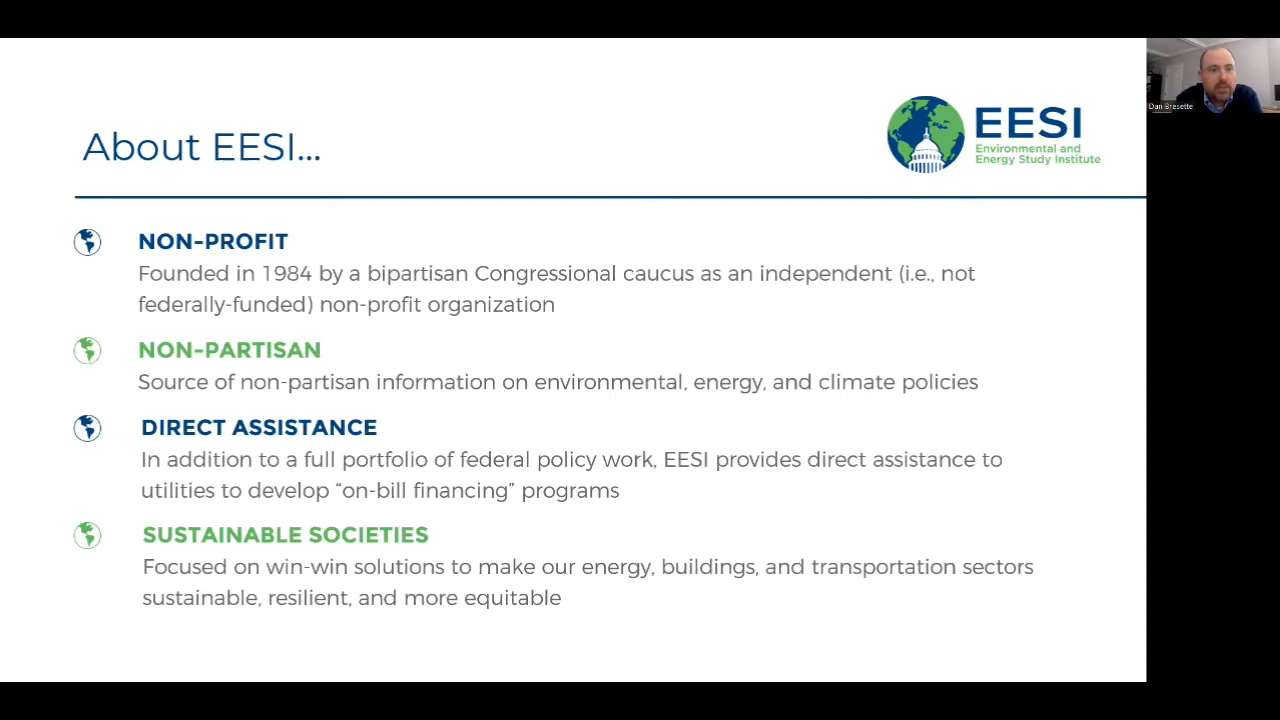 About EESI...
EESI
Environmental and
Energy Study Institute
Dan Bresette
NON-PROFIT
Founded in 1984 by a bipartisan Congressional caucus as an independent (i.e., not
federally-funded) non-profit organization
NON-PARTISAN
Source of non-partisan information on environmental, energy, and climate policies
DIRECT ASSISTANCE
In addition to a full portfolio of federal policy work, EESI provides direct assistance to
utilities to develop “on-bill financing” programs
SUSTAINABLE SOCIETIES
Focused on win-win solutions to make our energy, buildings, and transportation sectors
sustainable, resilient, and more equitable